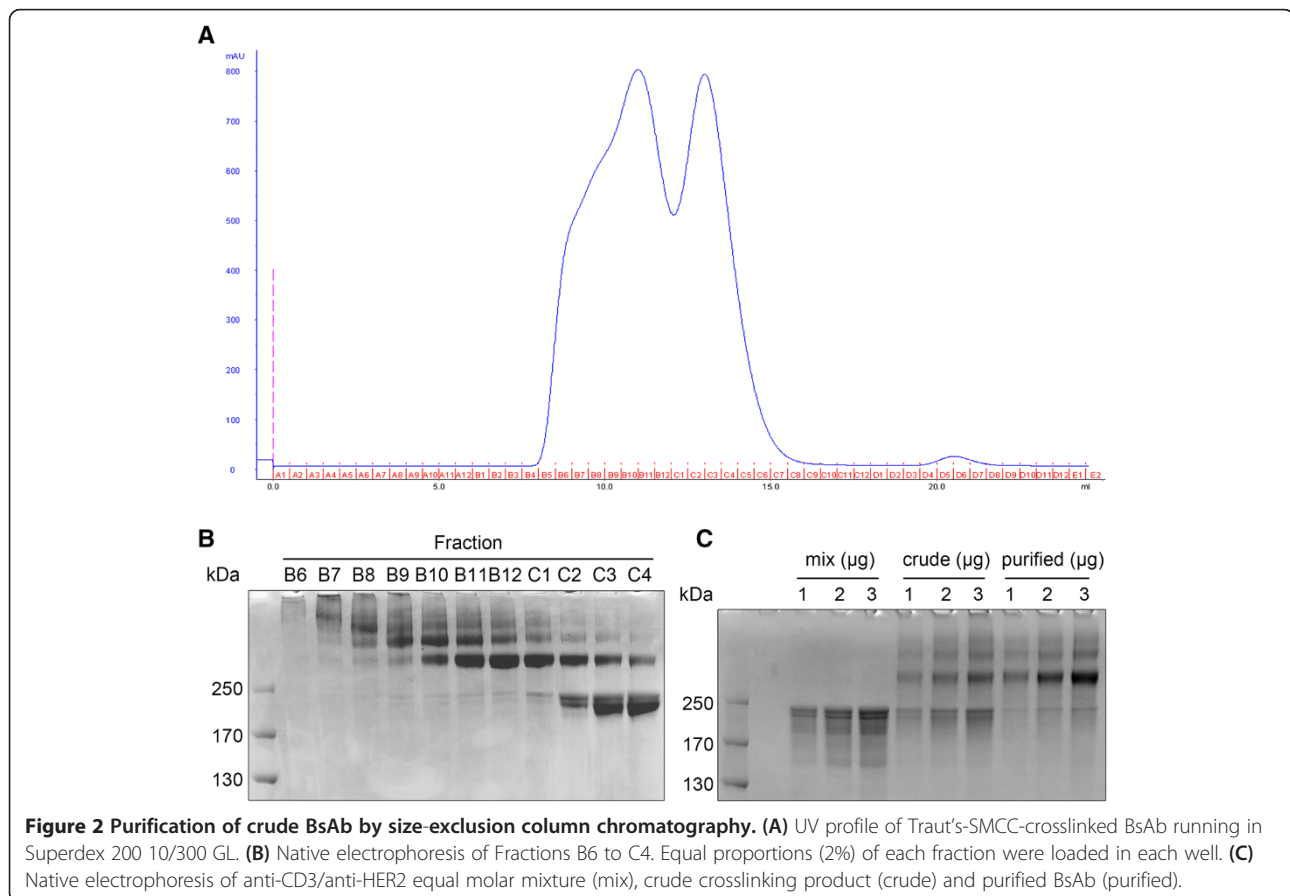 A
mAU
800
700
600
500
400
300
200
100
0
A1 A2 A3 A4 A5 A6 A7 A8 A9 A10 A11 A12 B1 B2 B3 B4 B5 B6 B7 B8 B9 B10 B11 B12 C1 C2 C3 C4 C5 C6 C7 C8 C9 C10 C11 C12 D1 D2 D3 D4 D5 D6 D7 D8 D9 D10 D11 D12 E1 E2
0.0 5.0 10.0 15.0 20.0 ml
B
Fraction
kDa B6 B7 B8 B9 B10 B11 B12 C1 C2 C3 C4
250
170
130
C
mix (µg) crude (µg) purified (µg)
kDa 1 2 3 1 2 3 1 2 3
250
170
130
Figure 2 Purification of crude BsAb by size-exclusion column chromatography. (A) UV profile of Traut's-SMCC-crosslinked BsAb running in
Superdex 200 10/300 GL. (B) Native electrophoresis of Fractions B6 to C4. Equal proportions (2%) of each fraction were loaded in each well. (C)
Native electrophoresis of anti-CD3/anti-HER2 equal molar mixture (mix), crude crosslinking product (crude) and purified BsAb (purified).